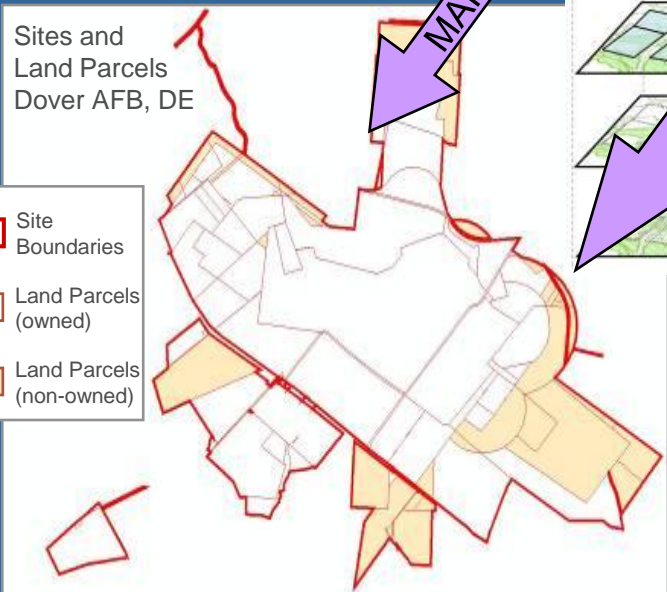 Sites and
Land Parcels
Dover AFB, DE
Site
Boundaries
Land Parcels
(owned)
Land Parcels
(non-owned)